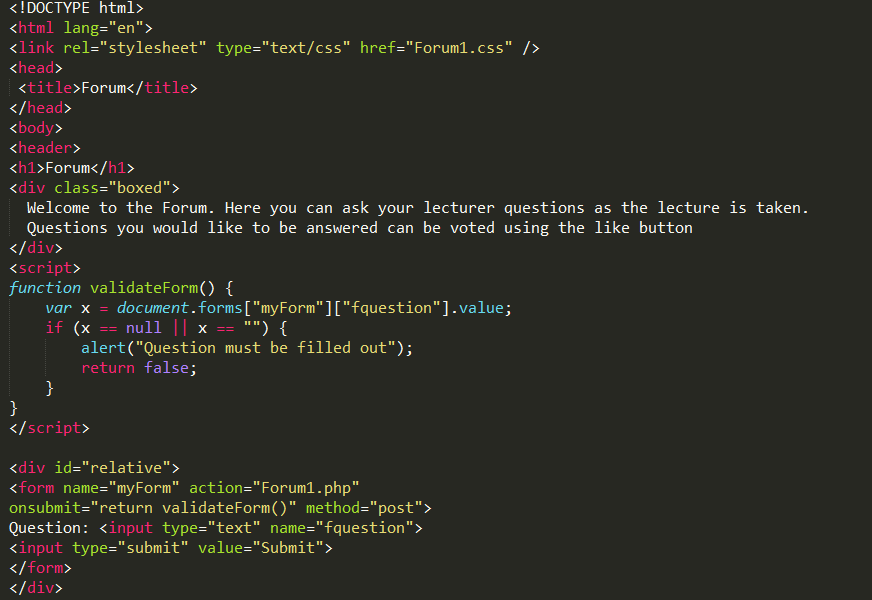 <!DOCTYPE html>
<html lang="en">
<link rel="stylesheet" type="text/css" href="Forum1.css" />
<head>
 <title>Forum</title>
</head>
<body>
<header>
<h1>Forum</h1>
<div class="boxed">
  Welcome to the Forum. Here you can ask your lecturer questions as the lecture is taken.
  Questions you would like to be answered can be voted using the like button
</div>
<script>
function validateForm() {
    var x = document.forms["myForm"]["fquestion"].value;
    if (x == null || x == "") {
        alert("Question must be filled out");
        return false;
    }
}
</script>

<div id="relative">
<form name="myForm" action="Forum1.php"
onsubmit="return validateForm()" method="post">
Question: <input type="text" name="fquestion">
<input type="submit" value="Submit">
</form>
</div>